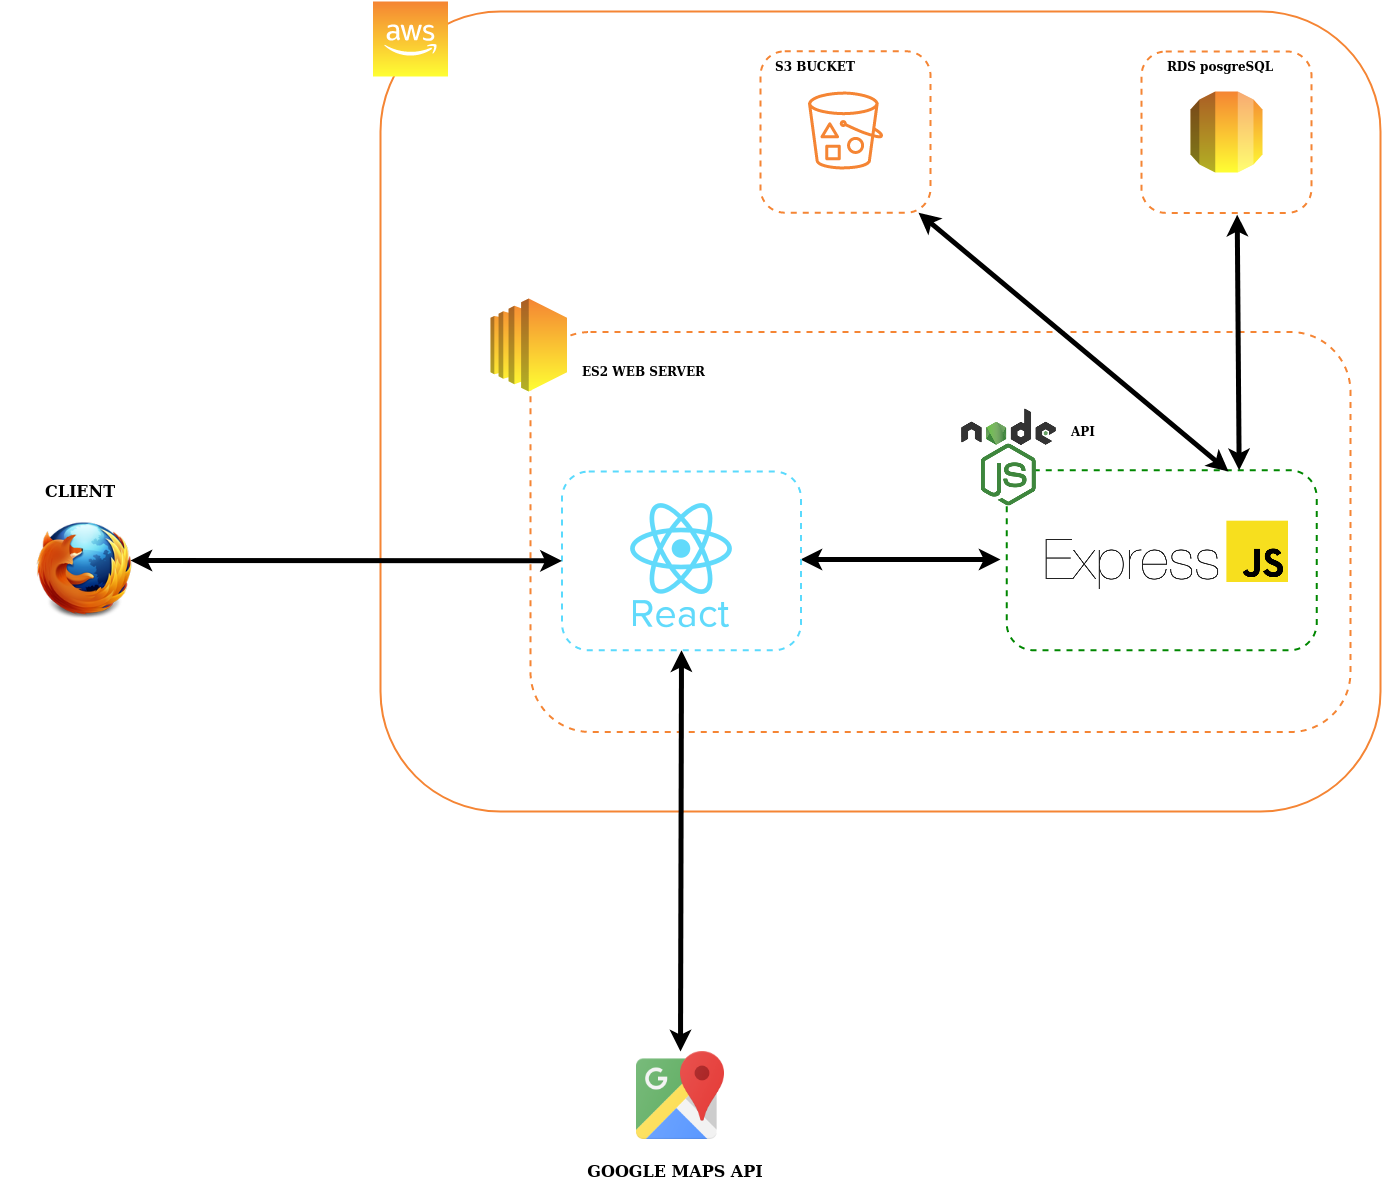 aws
S3 BUCKET
RDS posgreSQL
ES2 WEB SERVER
node
JS
API
CLIENT
React
Express
JS
G
GOOGLE MAPS API